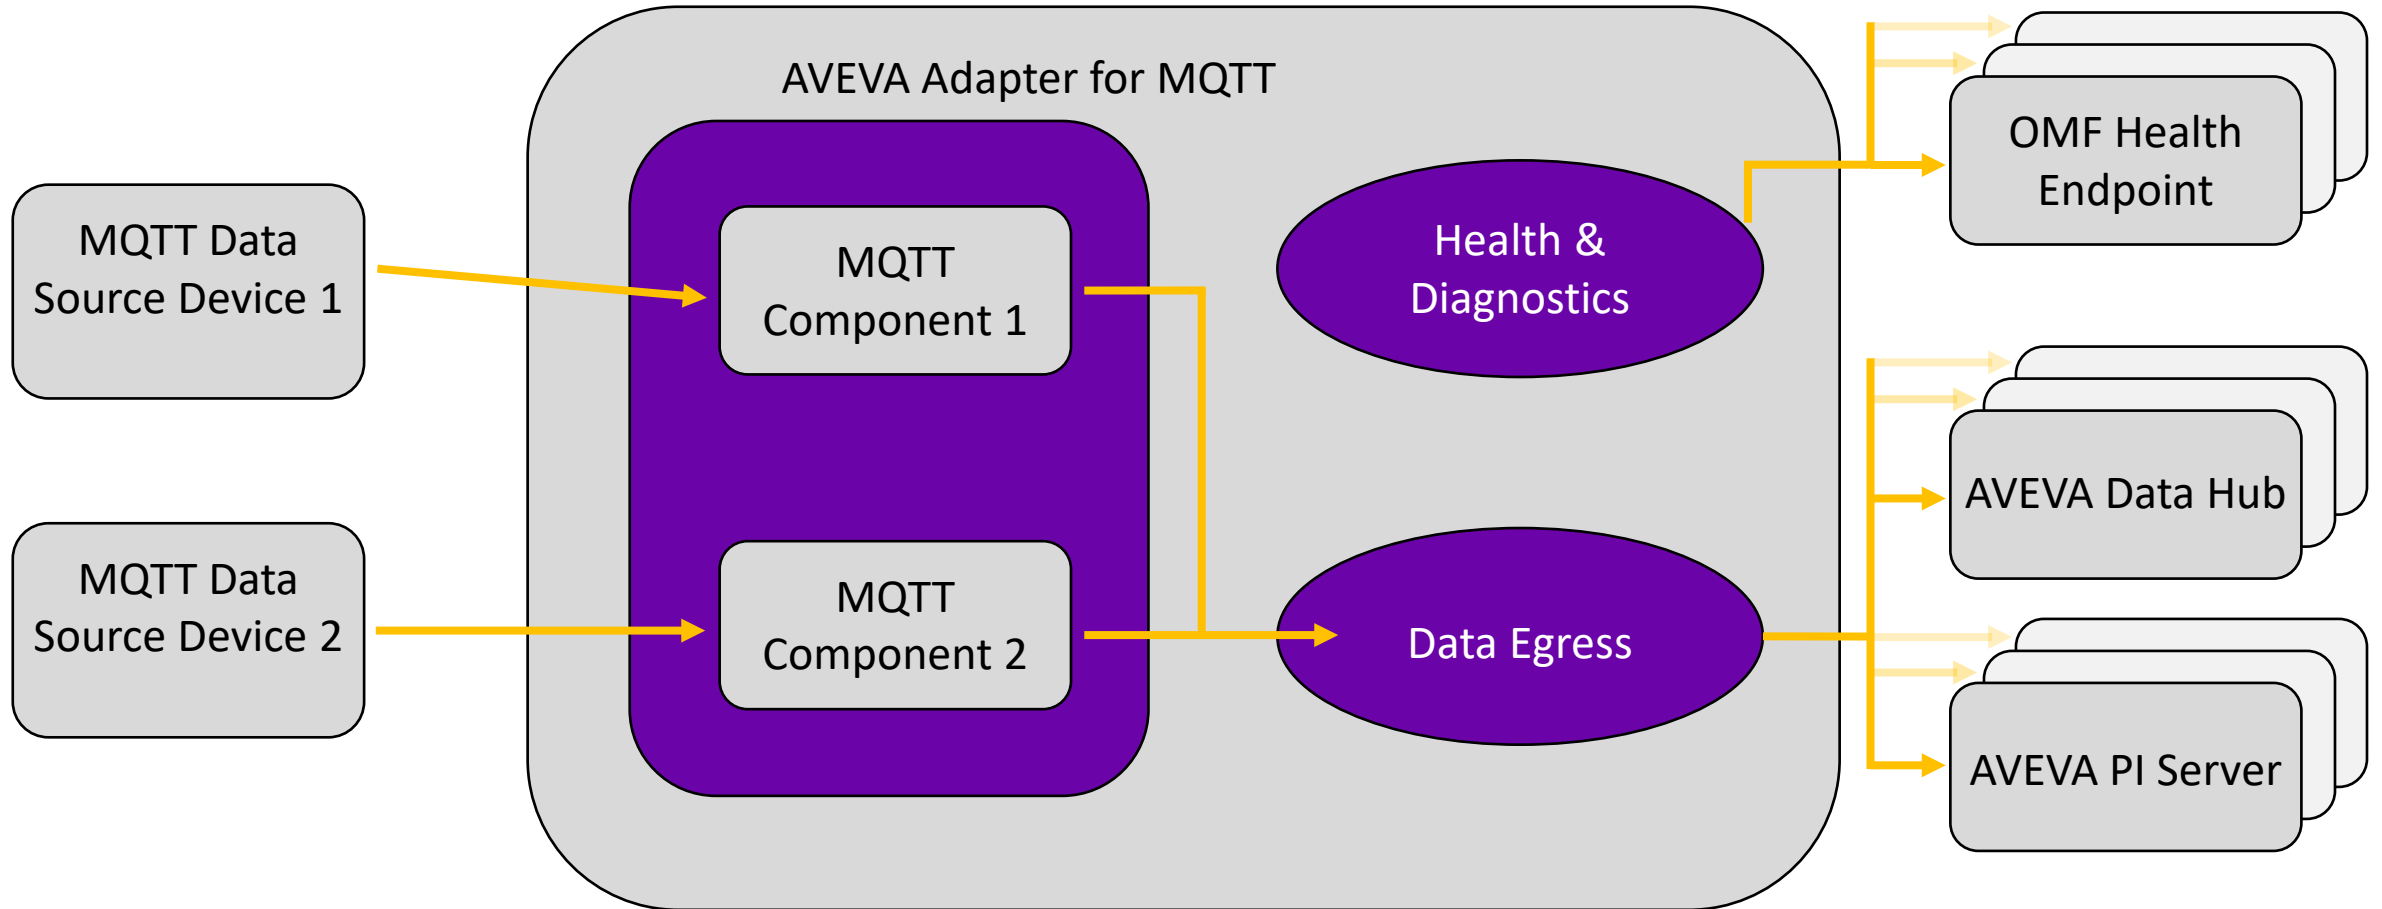 AVEVA Adapter for MQTT
MQTT Data
Source Device 1
MQTT Data
Source Device 2
MQTT
Component 1
MQTT
Component 2
Health &
Diagnostics
Data Egress
OMF Health
Endpoint
AVEVA Data Hub
AVEVA PI Server